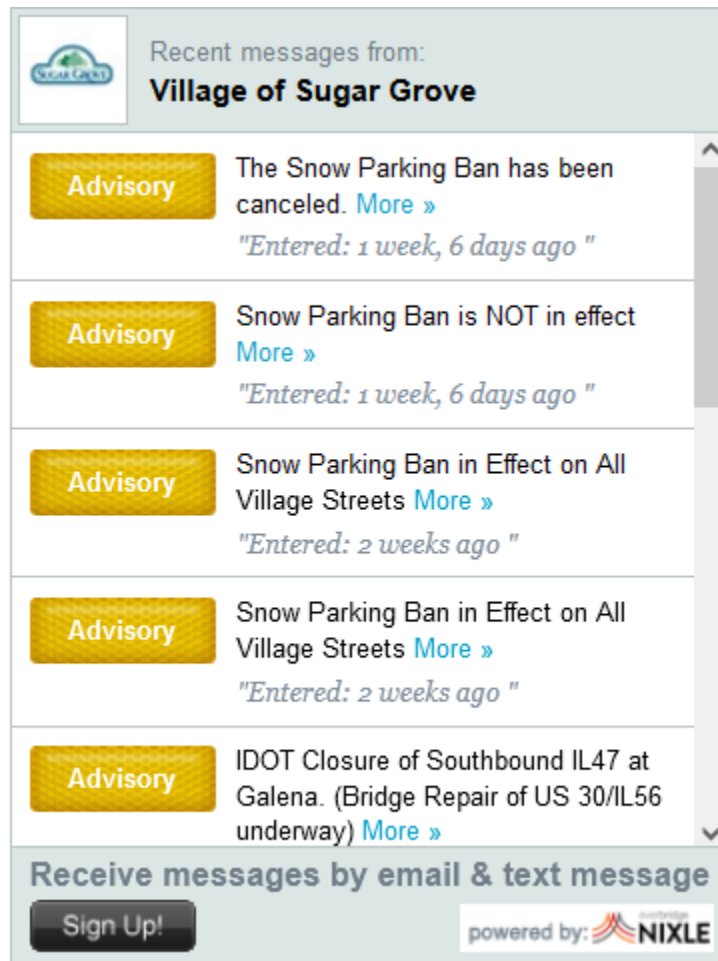 SUGAR GROVE
Recent messages from:
Village of Sugar Grove
Advisory
The Snow Parking Ban has been
canceled. More »
"Entered: 1 week, 6 days ago "
Advisory
Snow Parking Ban is NOT in effect
More »
"Entered: 1 week, 6 days ago "
Advisory
Snow Parking Ban in Effect on All
Village Streets More »
"Entered: 2 weeks ago "
Advisory
Snow Parking Ban in Effect on All
Village Streets More »
"Entered: 2 weeks ago "
Advisory
IDOT Closure of Southbound IL47 at
Galena. (Bridge Repair of US 30/IL56
underway) More »
Receive messages by email & text message
Sign Up!
powered by: everbridge
NIXLE